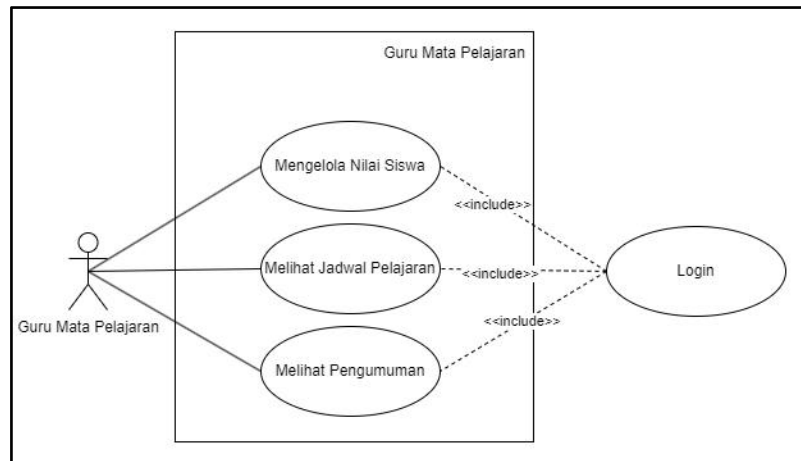 Guru Mata Pelajaran
Mengelola Nilai Siswa
<<include>>
Melihat Jadwal Pelajaran
<<include>>
Login
<<include>>
Guru Mata Pelajaran
Melihat Pengumuman